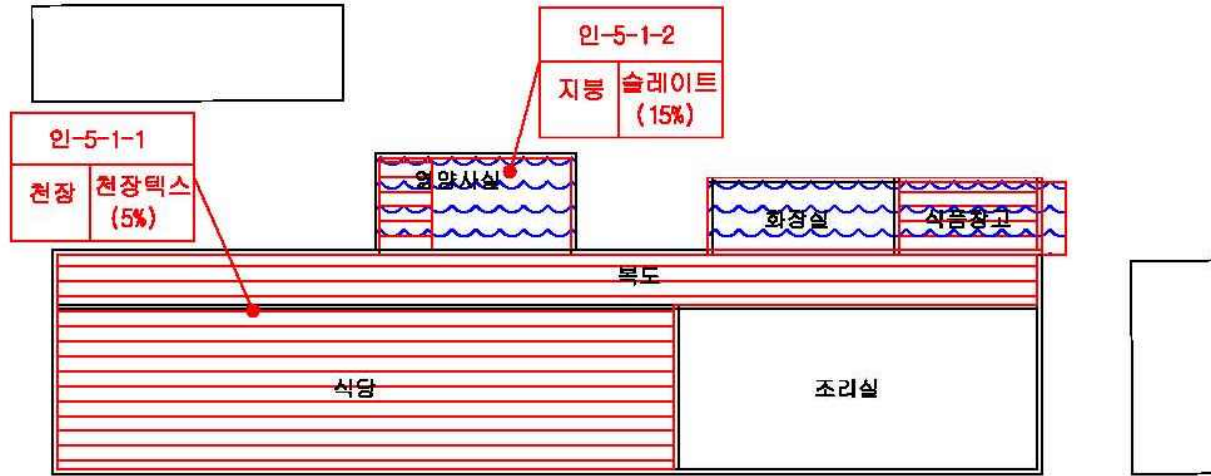 인-5-1-2
지붕 슬레이트
(15%)
인-5-1-1
천장 천장텍스
(5%)
영양사실
화장실 식품창고
복도
식당 조리실